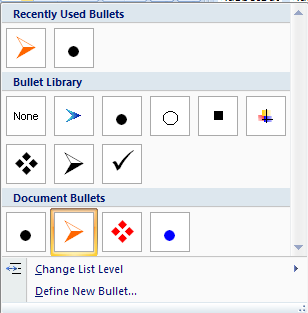 Recently Used Bullets
Bullet Library
None
Document Bullets
Change List Level
Define New Bullet...